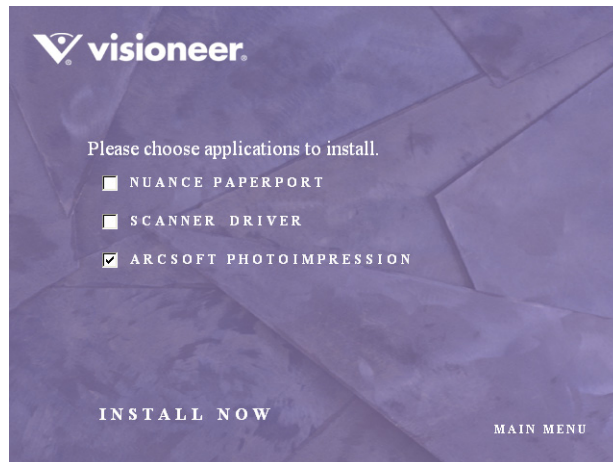 visioneer®
Please choose applications to install.
NUANCE PAPERPORT
SCANNER DRIVER
ARCSOFT PHOTOIMPRESSION
INSTALL NOW
MAIN MENU